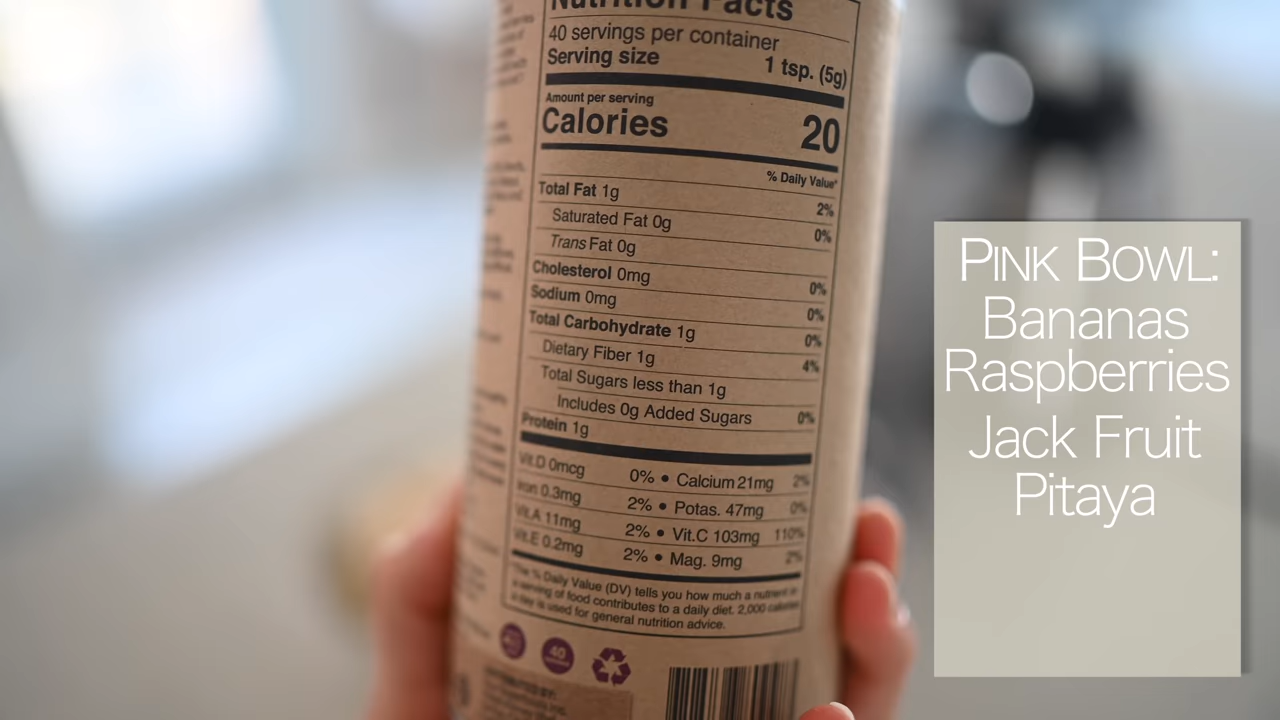 Nutrition Facts
40 servings per container
Serving size 1 tsp. (5g)
Amount per serving
Calories 20
% Daily Value*
Total Fat 1g 2%
Saturated Fat 0g 0%
Trans Fat 0g
Cholesterol 0mg 0%
Sodium 0mg 0%
Total Carbohydrate 1g 0%
Dietary Fiber 1g 4%
Total Sugars less than 1g
Includes 0g Added Sugars 0%
Protein 1g
Vit.D 0mcg 0% • Calcium 21mg 2%
Iron 0.3mg 2% • Potas. 47mg 0%
Vit.A 11mg 2% • Vit.C 103mg 110%
Vit.E 0.2mg 2% • Mag. 9mg 2%
*The % Daily Value (DV) tells you how much a nutrient in
a serving of food contributes to a daily diet. 2,000 calories
a day is used for general nutrition advice.
40
PINK BOWL:
Bananas
Raspberries
Jack Fruit
Pitaya